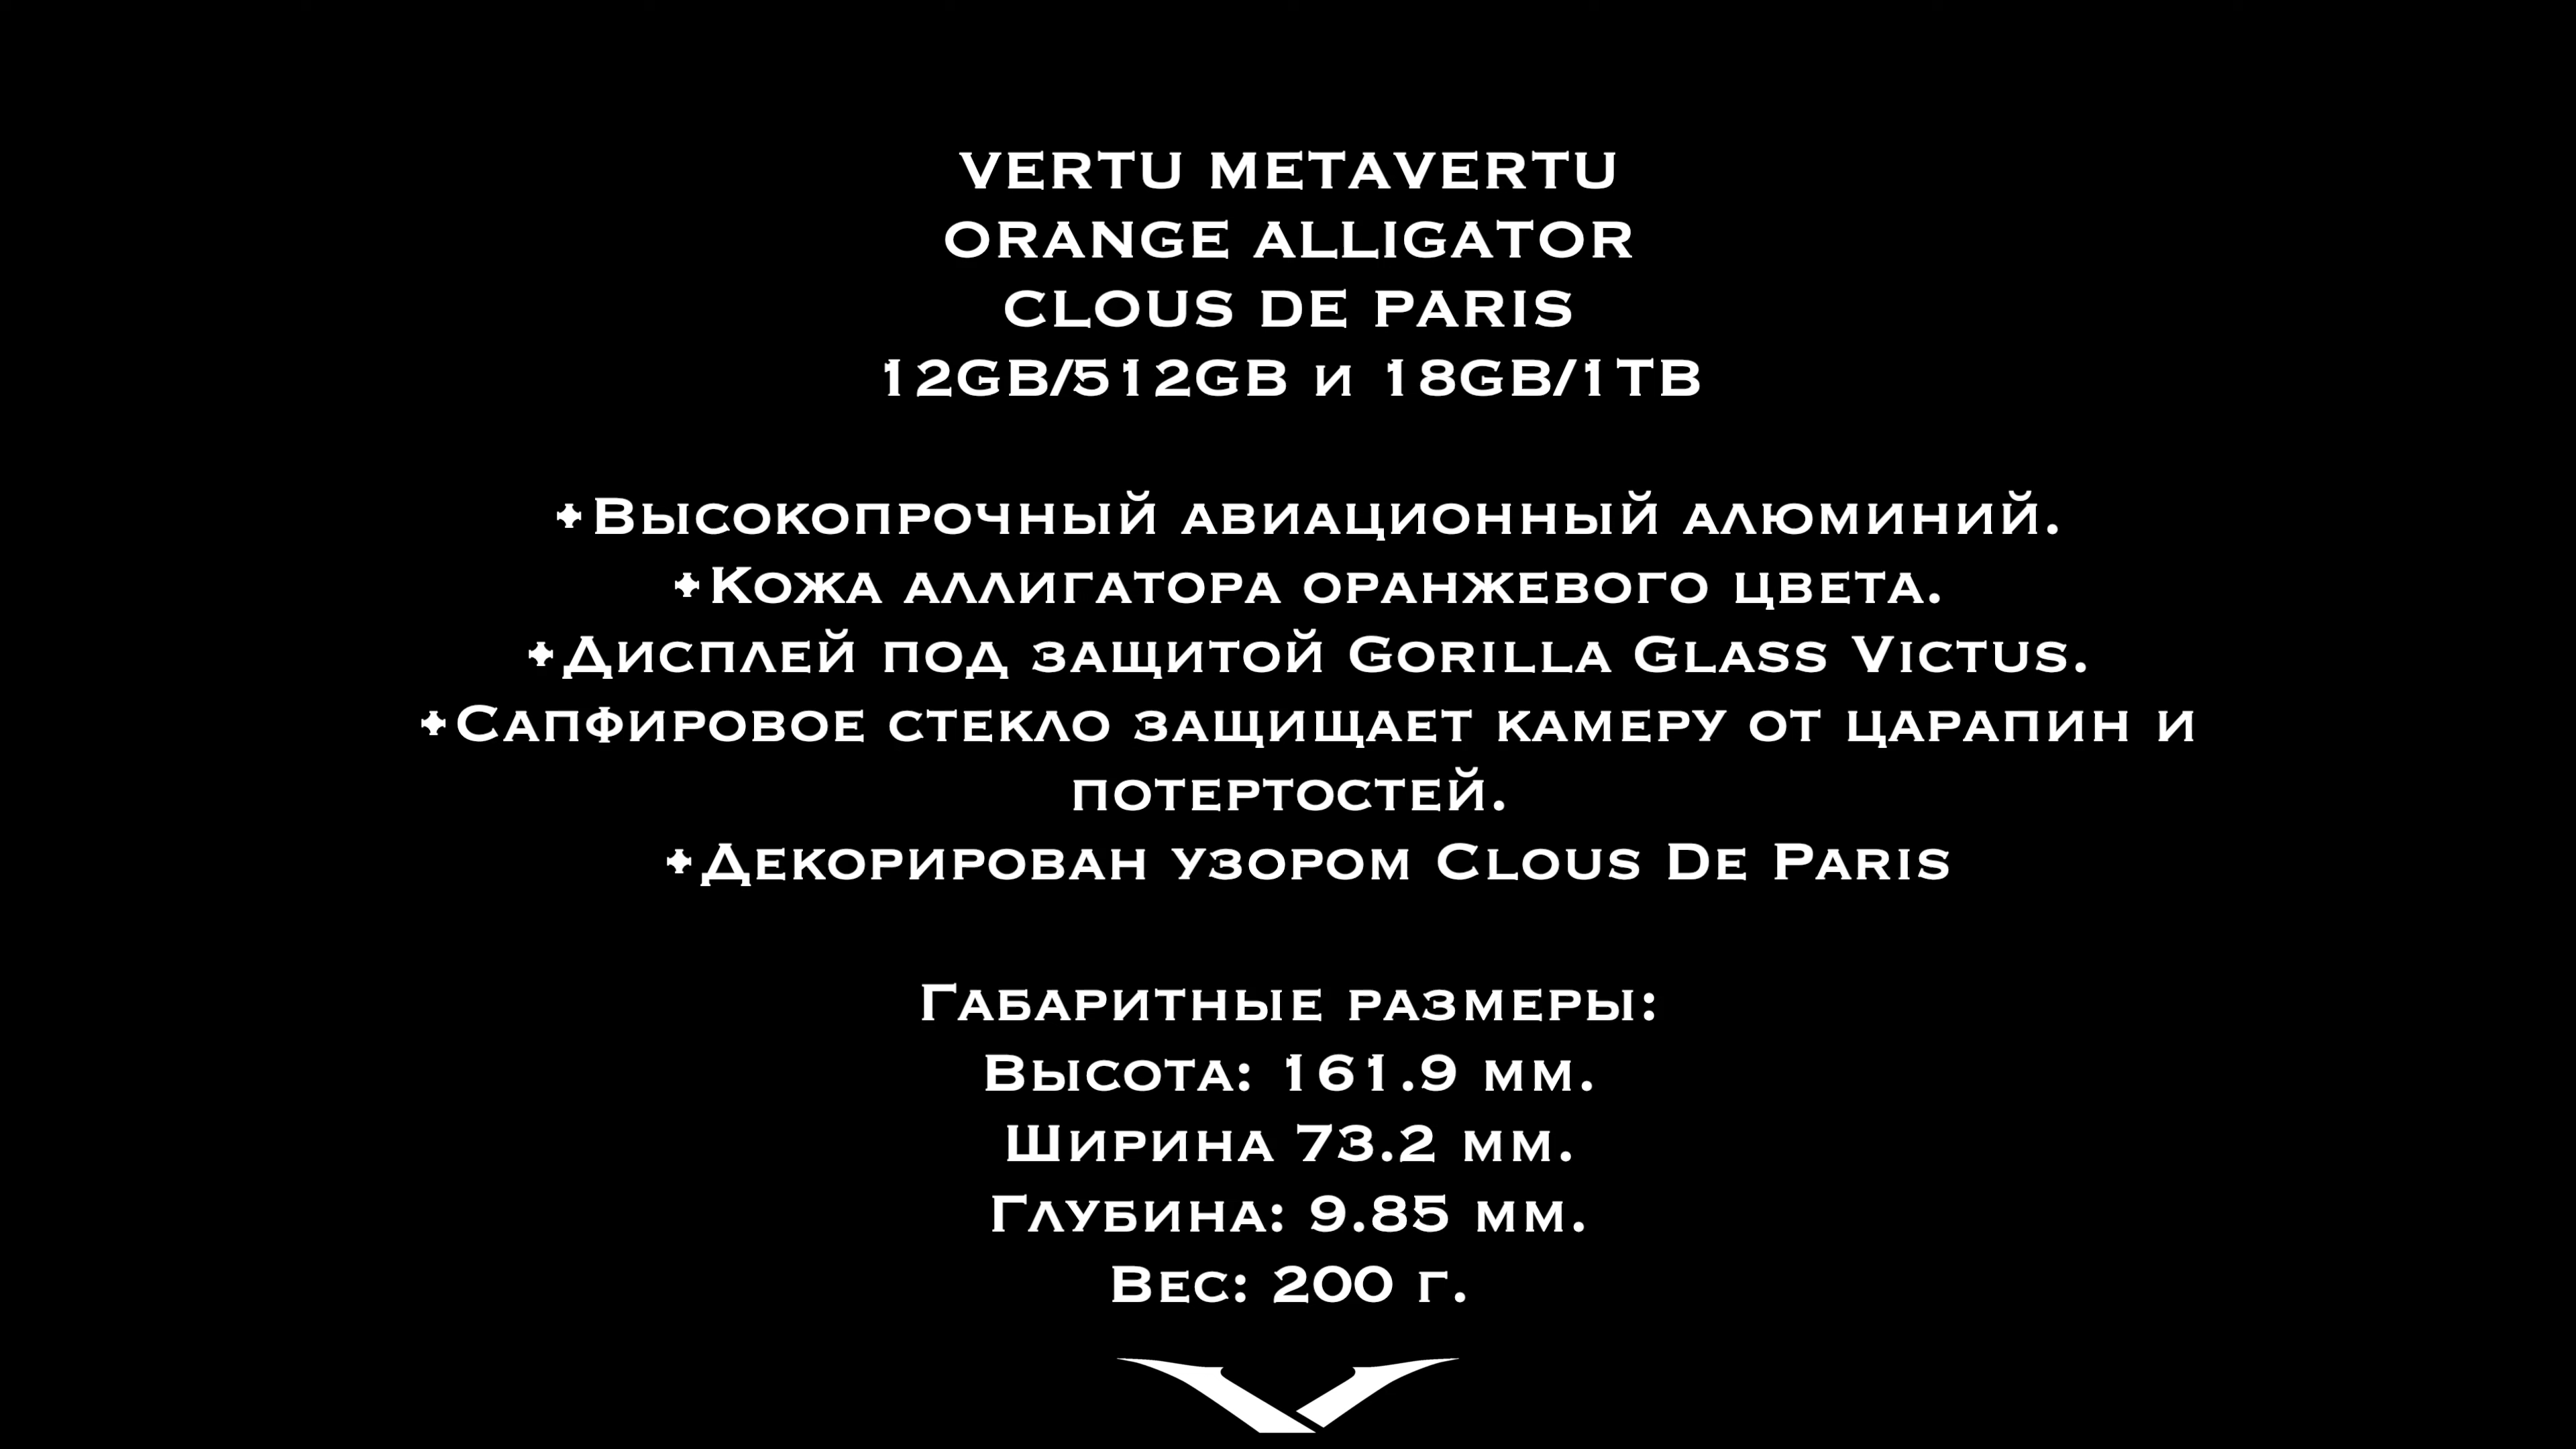 VERTU METAVERTU
ORANGE ALLIGATOR
CLOUS DE PARIS
12GB/512GB и 18GB/1TB
Высокопрочный авиационный алюминий.
Кожа аллигатора оранжевого цвета.
Дисплей под защитой Gorilla Glass Victus.
Сапфировое стекло защищает камеру от царапин и
потертостей.
Декорирован узором Clous De Paris
Габаритные размеры:
Высота: 161.9 мм.
Ширина 73.2 мм.
Глубина: 9.85 мм.
Вес: 200 г.